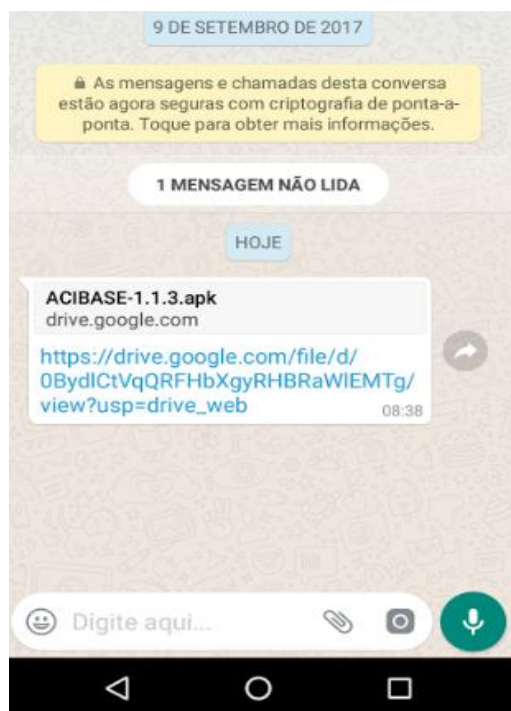 9 DE SETEMBRO DE 2017
As mensagens e chamadas desta conversa
estão agora seguras com criptografia de ponta-a-
ponta. Toque para obter mais informações.
1 MENSAGEM NÃO LIDA
HOJE
ACIBASE-1.1.3.apk
drive.google.com
https://drive.google.com/file/d/
0BydlCtVqQRFHbXgyRHBRaWlEMTg/
view?usp=drive_web
08:38
Digite aqui...